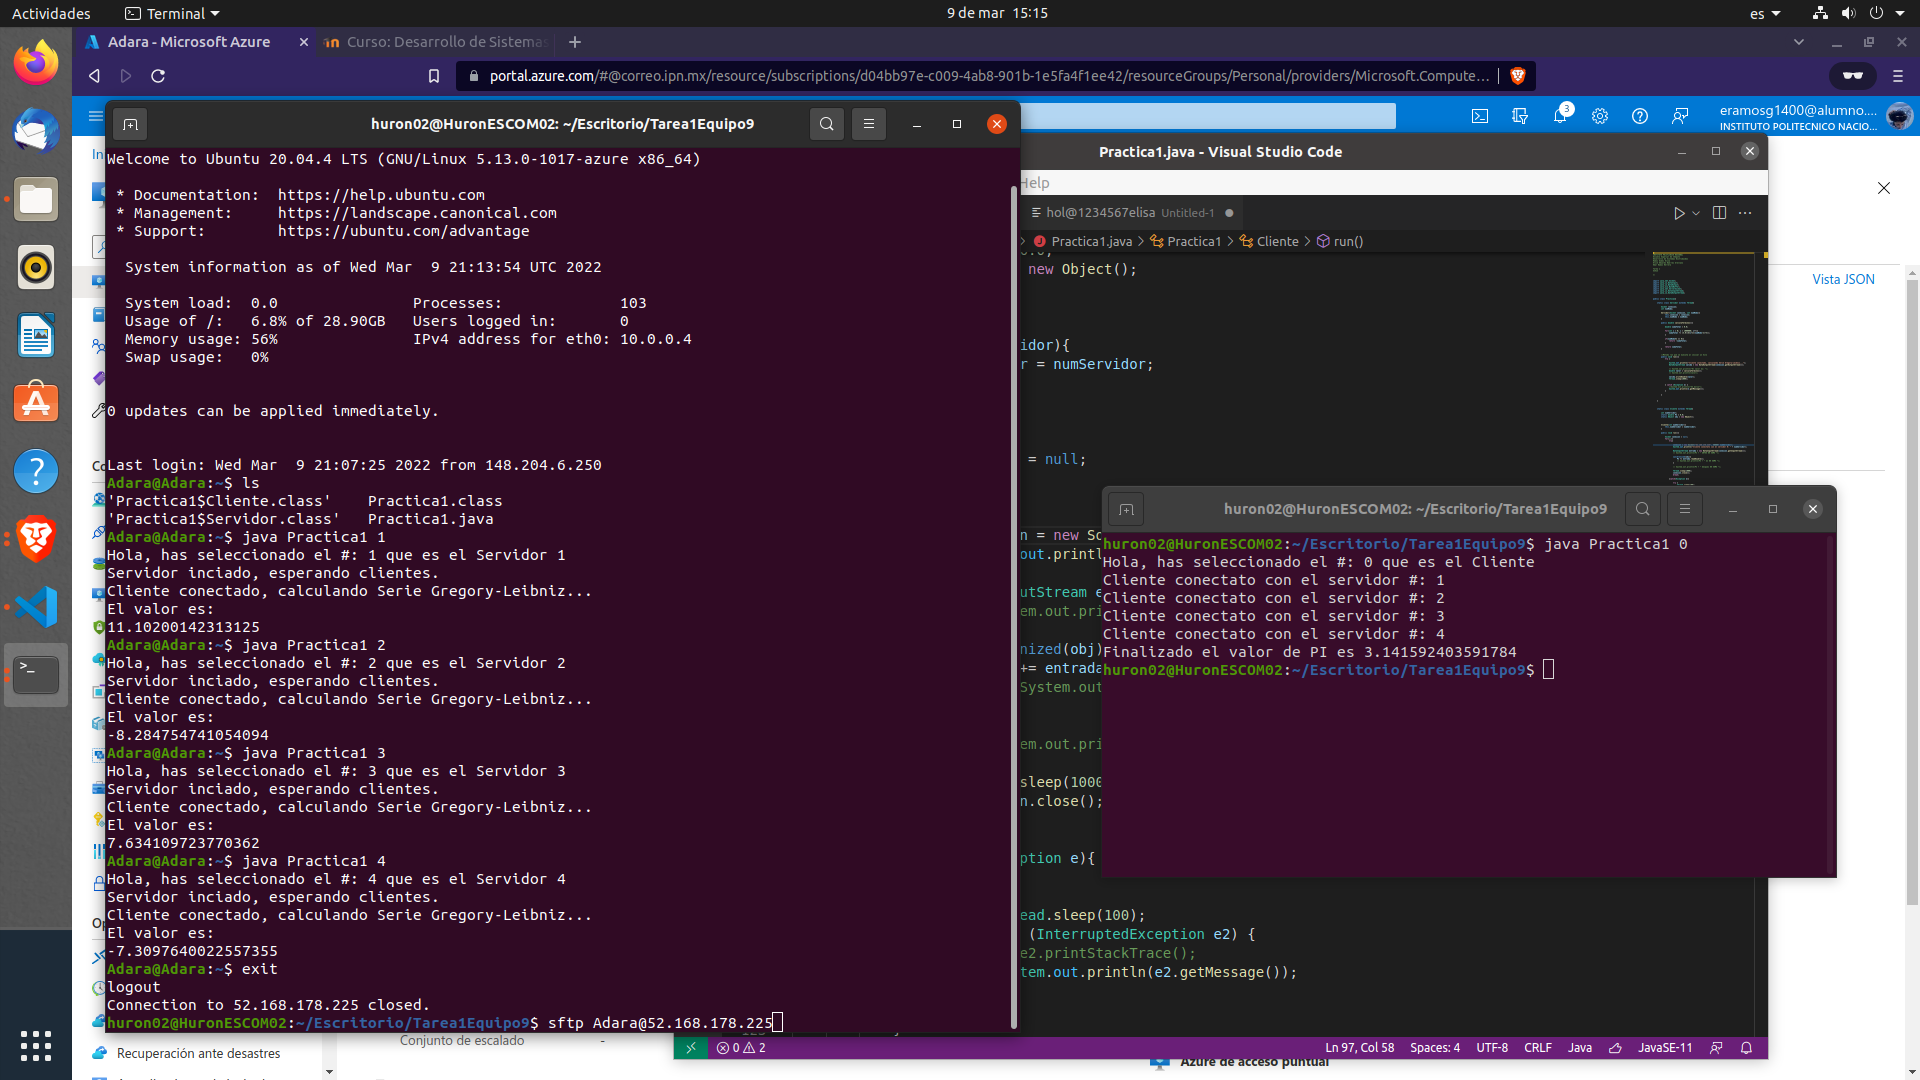 Actividades
Terminal
9 de mar  15:15
es
Adara - Microsoft Azure
Curso: Desarrollo de Sistemas
portal.azure.com/#@correo.ipn.mx/resource/subscriptions/d04bb97e-c009-4ab8-901b-1e5fa4f1ee42/resourceGroups/Personal/providers/Microsoft.Compute...
3
eramosg1400@alumno....
INSTITUTO POLITECNICO NACIO...
huron02@HuronESCOM02: ~/Escritorio/Tarea1Equipo9
Welcome to Ubuntu 20.04.4 LTS (GNU/Linux 5.13.0-1017-azure x86_64)
* Documentation:  https://help.ubuntu.com
* Management:     https://landscape.canonical.com
* Support:        https://ubuntu.com/advantage
System information as of Wed Mar  9 21:13:54 UTC 2022
System load:  0.0               Processes:             103
Usage of /:   6.8% of 28.90GB   Users logged in:       0
Memory usage: 56%               IPv4 address for eth0: 10.0.0.4
Swap usage:   0%
0 updates can be applied immediately.
Last login: Wed Mar  9 21:07:25 2022 from 148.204.6.250
Adara@Adara:~$ ls
'Practica1$Cliente.class'    Practica1.class
'Practica1$Servidor.class'   Practica1.java
Adara@Adara:~$ java Practica1 1
Hola, has seleccionado el #: 1 que es el Servidor 1
Servidor inciado, esperando clientes.
Cliente conectado, calculando Serie Gregory-Leibniz...
El valor es:
11.10200142313125
Adara@Adara:~$ java Practica1 2
Hola, has seleccionado el #: 2 que es el Servidor 2
Servidor inciado, esperando clientes.
Cliente conectado, calculando Serie Gregory-Leibniz...
El valor es:
-8.284754741054094
Adara@Adara:~$ java Practica1 3
Hola, has seleccionado el #: 3 que es el Servidor 3
Servidor inciado, esperando clientes.
Cliente conectado, calculando Serie Gregory-Leibniz...
El valor es:
7.634109723770362
Adara@Adara:~$ java Practica1 4
Hola, has seleccionado el #: 4 que es el Servidor 4
Servidor inciado, esperando clientes.
Cliente conectado, calculando Serie Gregory-Leibniz...
El valor es:
-7.3097640022557355
Adara@Adara:~$ exit
logout
Connection to 52.168.178.225 closed.
huron02@HuronESCOM02:~/Escritorio/Tarea1Equipo9$ sftp Adara@52.168.178.225
Practica1.java - Visual Studio Code
Help
hol@1234567elisa  Untitled-1
Practica1.java > Practica1 > Cliente > run()
new Object();
idor){
r = numServidor;
= null;
n = new So
out.printl
utStream e
em.out.pri
nized(obj)
+= entrada
System.out
em.out.pri
sleep(1000
n.close();
ption e){
ead.sleep(100);
(InterruptedException e2) {
e2.printStackTrace();
tem.out.println(e2.getMessage());
huron02@HuronESCOM02: ~/Escritorio/Tarea1Equipo9
huron02@HuronESCOM02:~/Escritorio/Tarea1Equipo9$ java Practica1 0
Hola, has seleccionado el #: 0 que es el Cliente
Cliente conectato con el servidor #: 1
Cliente conectato con el servidor #: 2
Cliente conectato con el servidor #: 3
Cliente conectato con el servidor #: 4
Finalizado el valor de PI es 3.141592403591784
huron02@HuronESCOM02:~/Escritorio/Tarea1Equipo9$
Vista JSON
0  2
Ln 97, Col 58  Spaces: 4  UTF-8  CRLF  Java  JavaSE-11
Conjunto de escalado  -
Recuperación ante desastres
Azure de acceso puntual